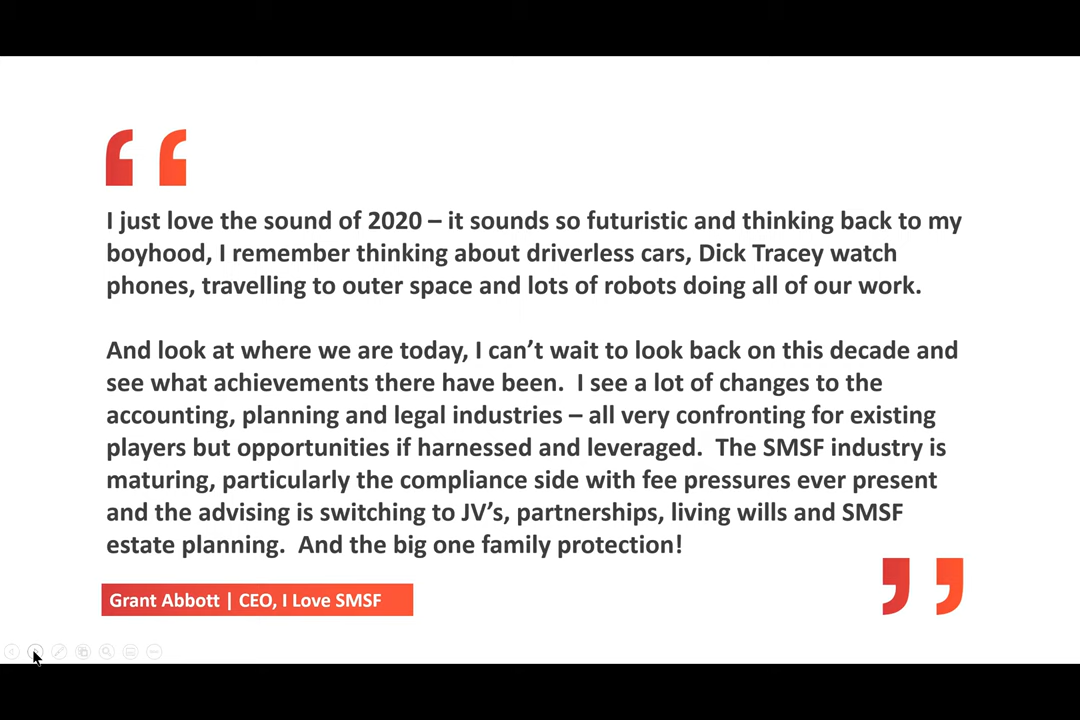 I just love the sound of 2020 – it sounds so futuristic and thinking back to my
boyhood, I remember thinking about driverless cars, Dick Tracey watch
phones, travelling to outer space and lots of robots doing all of our work.
And look at where we are today, I can’t wait to look back on this decade and
see what achievements there have been.  I see a lot of changes to the
accounting, planning and legal industries – all very confronting for existing
players but opportunities if harnessed and leveraged.  The SMSF industry is
maturing, particularly the compliance side with fee pressures ever present
and the advising is switching to JV’s, partnerships, living wills and SMSF
estate planning.  And the big one family protection!
Grant Abbott | CEO, I Love SMSF